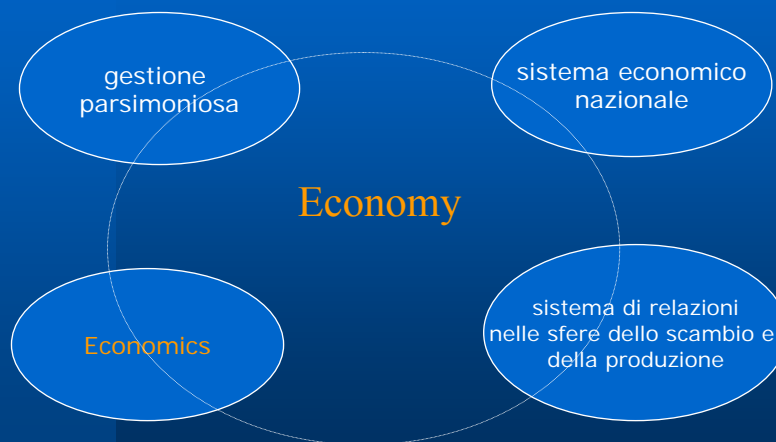 gestione
parsimoniosa
sistema economico
nazionale
Economy
Economics
sistema di relazioni
nelle sfere dello scambio e
della produzione